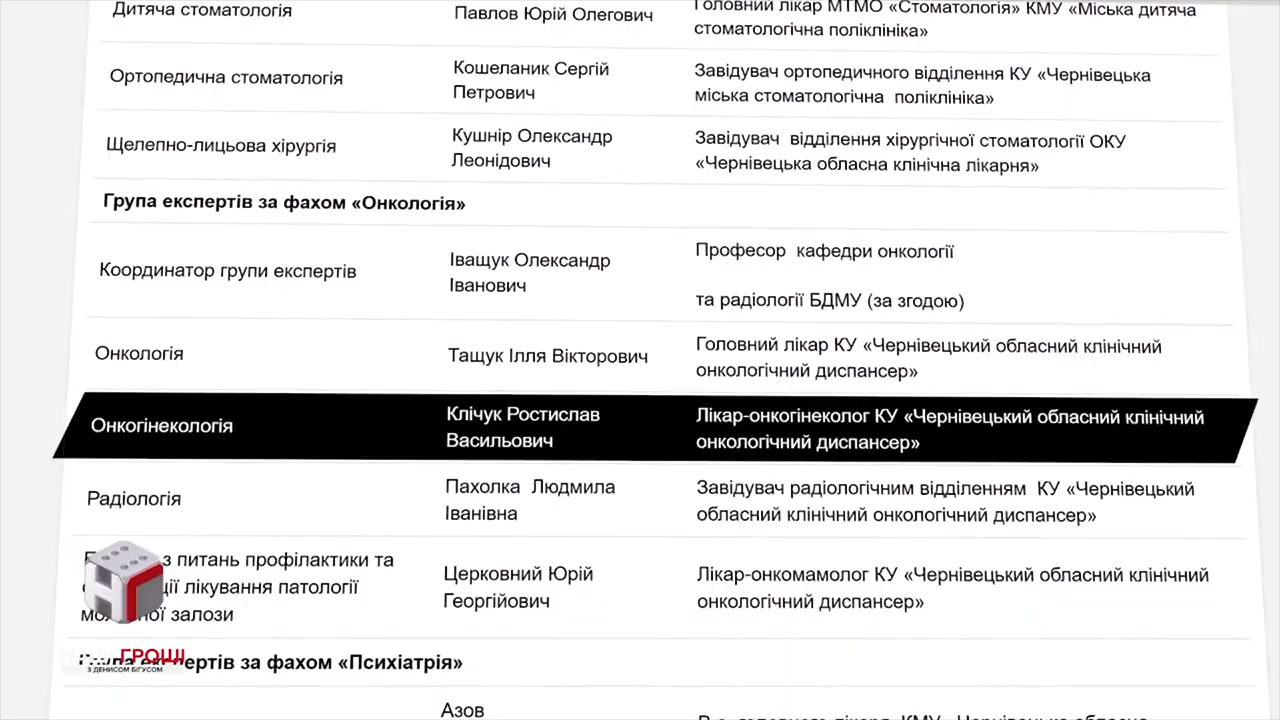 Дитяча стоматологія
Павлов Юрій Олегович
Головний лікар МТМО «Стоматологія» КМУ «Міська дитяча
стоматологічна поліклініка»
Ортопедична стоматологія
Кошеланик Сергій
Петрович
Завідувач ортопедичного відділення КУ «Чернівецька
міська стоматологічна поліклініка»
Щелепно-лицьова хірургія
Кушнір Олександр
Леонідович
Завідувач відділення хірургічної стоматології ОКУ
«Чернівецька обласна клінічна лікарня»
Група експертів за фахом «Онкологія»
Координатор групи експертів
Іващук Олександр
Іванович
Професор кафедри онкології
та радіології БДМУ (за згодою)
Онкологія
Тащук Ілля Вікторович
Головний лікар КУ «Чернівецький обласний клінічний
онкологічний диспансер»
Онкогінекологія
Клічук Ростислав
Васильович
Лікар-онкогінеколог КУ «Чернівецький обласний клінічний
онкологічний диспансер»
Радіологія
Пахолка Людмила
Іванівна
Завідувач радіологічним відділенням КУ «Чернівецький
обласний клінічний онкологічний диспансер»
з питань профілактики та
лікування патології
залози
Церковний Юрій
Георгійович
Лікар-онкомамолог КУ «Чернівецький обласний клінічний
онкологічний диспансер»
ГРОШІ
З ДЕНИСОМ БІГУСОМ
за фахом «Психіатрія»
Азов